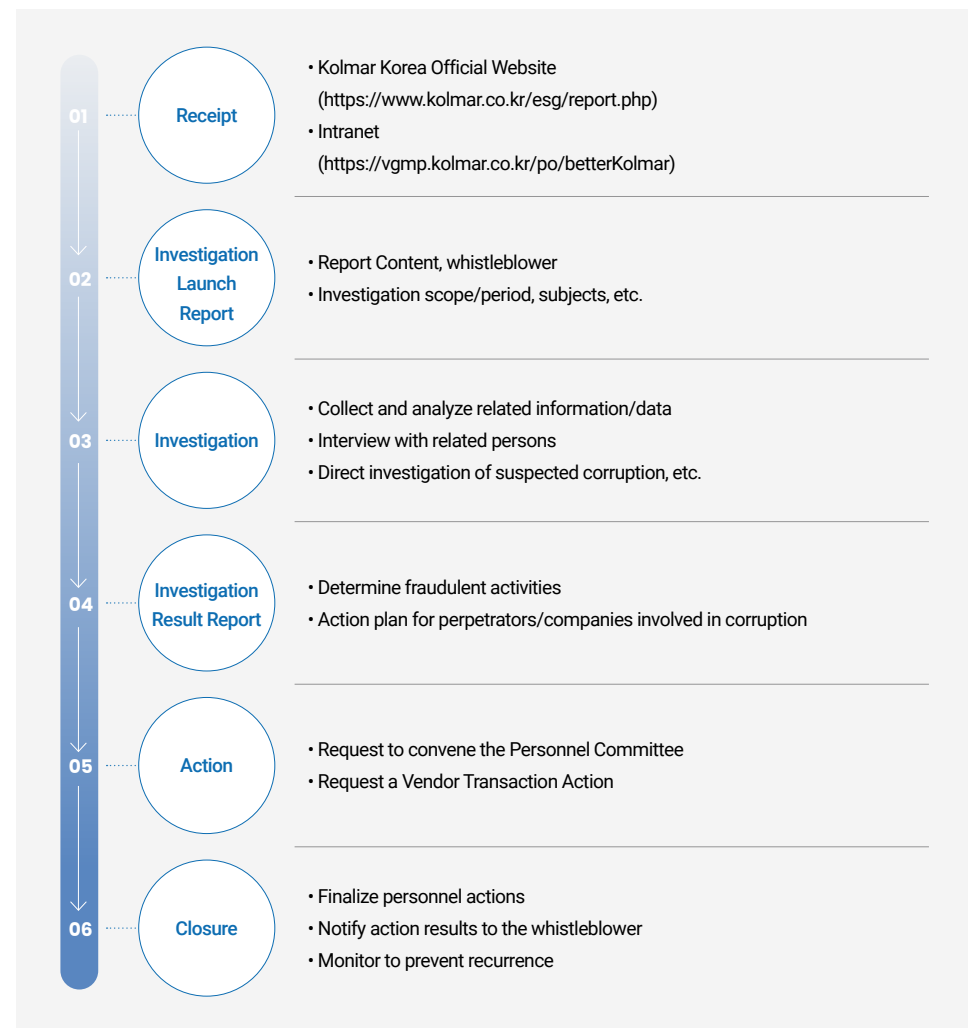 01
Receipt
• Kolmar Korea Official Website
(https://www.kolmar.co.kr/esg/report.php)
• Intranet
(https://vgmp.kolmar.co.kr/po/betterKolmar)
02
Investigation
Launch
Report
• Report Content, whistleblower
• Investigation scope/period, subjects, etc.
03
Investigation
• Collect and analyze related information/data
• Interview with related persons
• Direct investigation of suspected corruption, etc.
04
Investigation
Result Report
• Determine fraudulent activities
• Action plan for perpetrators/companies involved in corruption
05
Action
• Request to convene the Personnel Committee
• Request a Vendor Transaction Action
06
Closure
• Finalize personnel actions
• Notify action results to the whistleblower
• Monitor to prevent recurrence